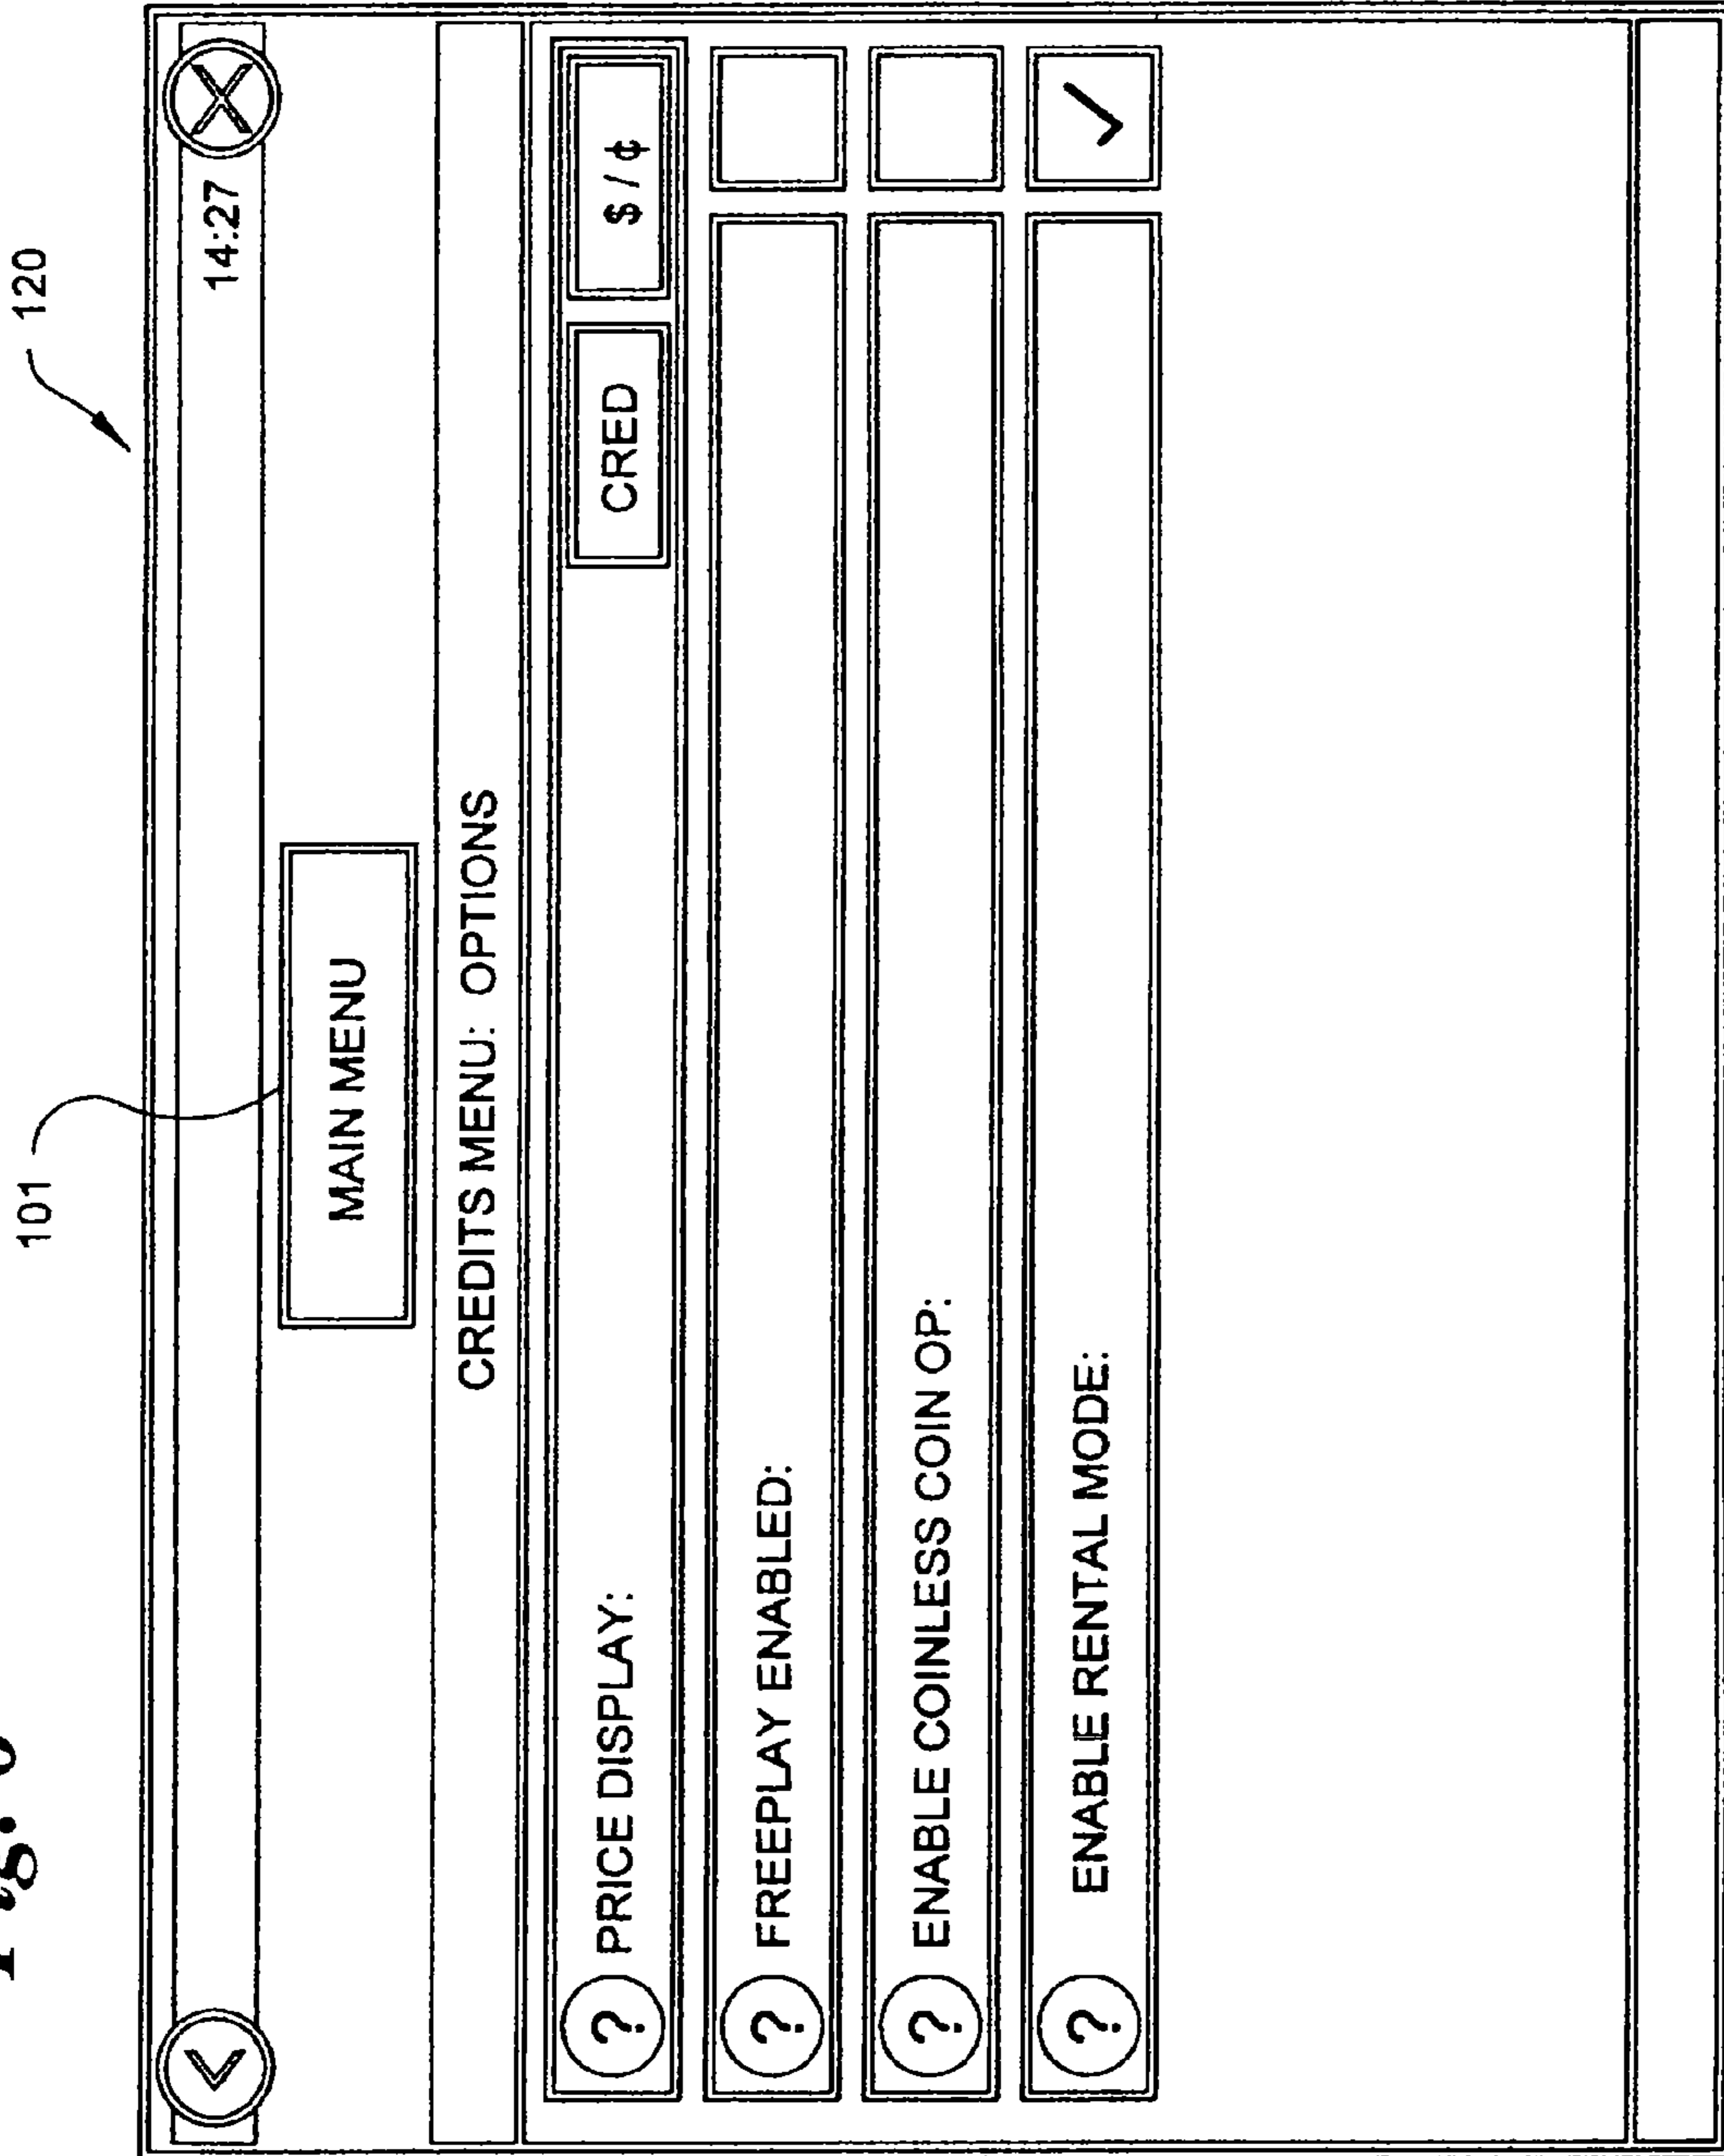 120
101
14:27
MAIN MENU
CREDITS MENU: OPTIONS
? PRICE DISPLAY: CRED $ / ¢
? FREEPLAY ENABLED:
? ENABLE COINLESS COIN OP:
? ENABLE RENTAL MODE: ✓